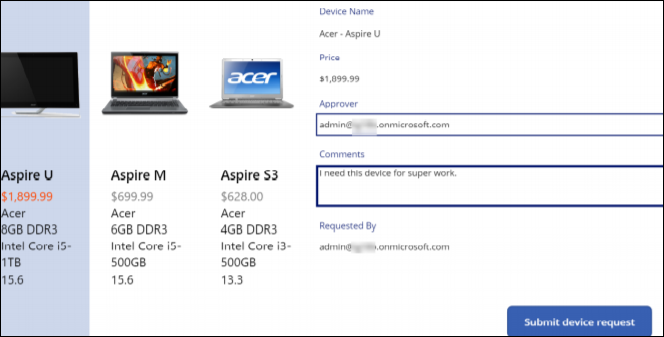 acer
Aspire U
$1,899.99
Acer
8GB DDR3
Intel Core i5-
1TB
15.6
Aspire M
$699.99
Acer
6GB DDR3
Intel Core i5-
500GB
15.6
Aspire S3
$628.00
Acer
4GB DDR3
Intel Core i3-
500GB
13.3
Device Name
Acer - Aspire U
Price
$1,899.99
Approver
admin@ .onmicrosoft.com
Comments
I need this device for super work.
Requested By
admin@ .onmicrosoft.com
Submit device request